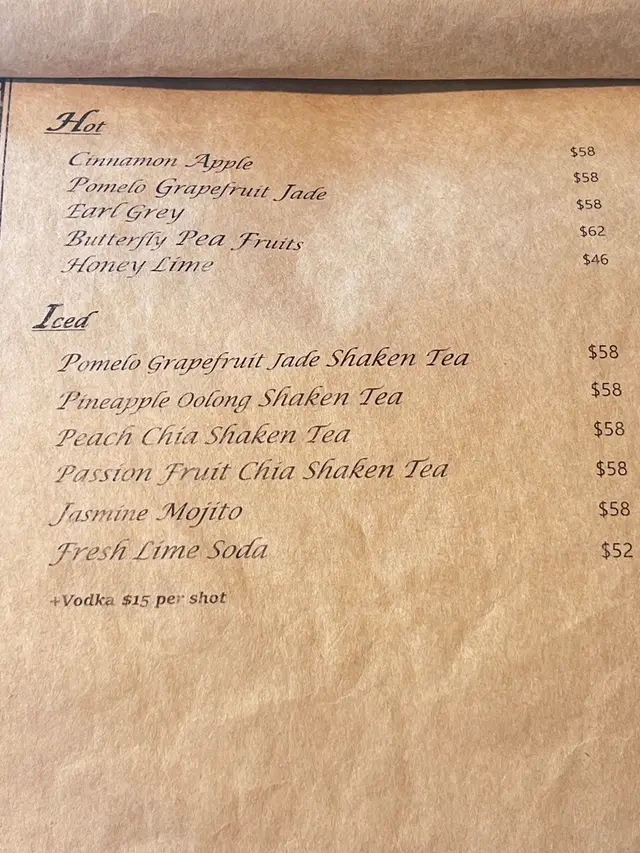 Hot
Cinnamon Apple $58
Pomelo Grapefruit Jade $58
Earl Grey $58
Butterfly Pea Fruits $62
Honey Lime $46
Iced
Pomelo Grapefruit Jade Shaken Tea $58
Pineapple Oolong Shaken Tea $58
Peach Chia Shaken Tea $58
Passion Fruit Chia Shaken Tea $58
Jasmine Mojito $58
Fresh Lime Soda $52
+Vodka $15 per shot